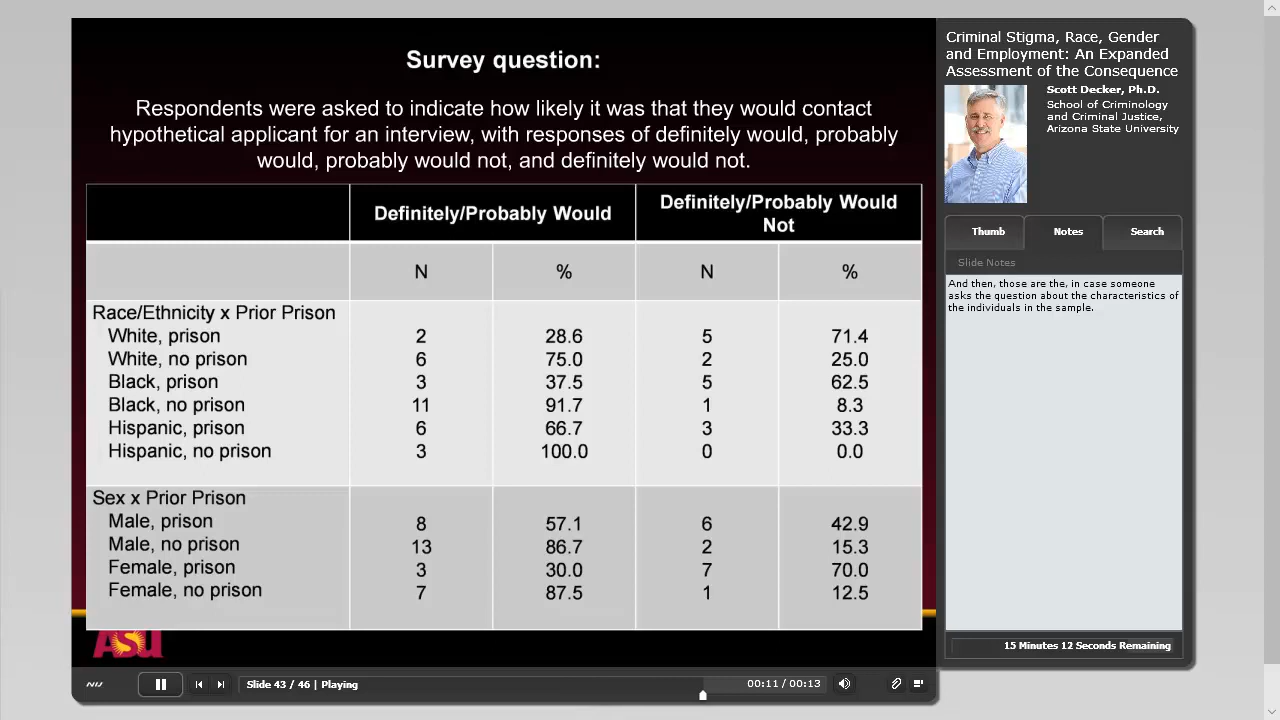 Survey question:
Respondents were asked to indicate how likely it was that they would contact
hypothetical applicant for an interview, with responses of definitely would, probably
would, probably would not, and definitely would not.
Definitely/Probably Would
Definitely/Probably Would
Not
N % N %
Race/Ethnicity x Prior Prison
White, prison 2 28.6 5 71.4
White, no prison 6 75.0 2 25.0
Black, prison 3 37.5 5 62.5
Black, no prison 11 91.7 1 8.3
Hispanic, prison 6 66.7 3 33.3
Hispanic, no prison 3 100.0 0 0.0
Sex x Prior Prison
Male, prison 8 57.1 6 42.9
Male, no prison 13 86.7 2 15.3
Female, prison 3 30.0 7 70.0
Female, no prison 7 87.5 1 12.5
ASU
Slide 43 / 46 | Playing
00:11 / 00:13
Criminal Stigma, Race, Gender
and Employment: An Expanded
Assessment of the Consequence
Scott Decker, Ph.D.
School of Criminology
and Criminal Justice,
Arizona State University
Thumb Notes Search
Slide Notes
And then, those are the, in case someone
asks the question about the characteristics of
the individuals in the sample.
15 Minutes 12 Seconds Remaining